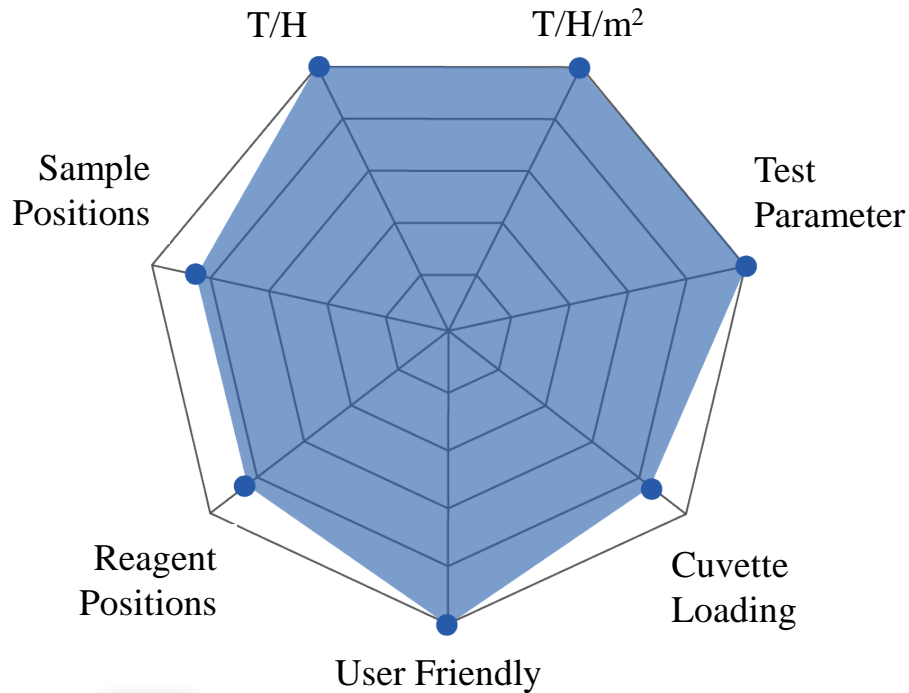 T/H
T/H/m²
Sample
Positions
Test
Parameter
Reagent
Positions
Cuvette
Loading
User Friendly